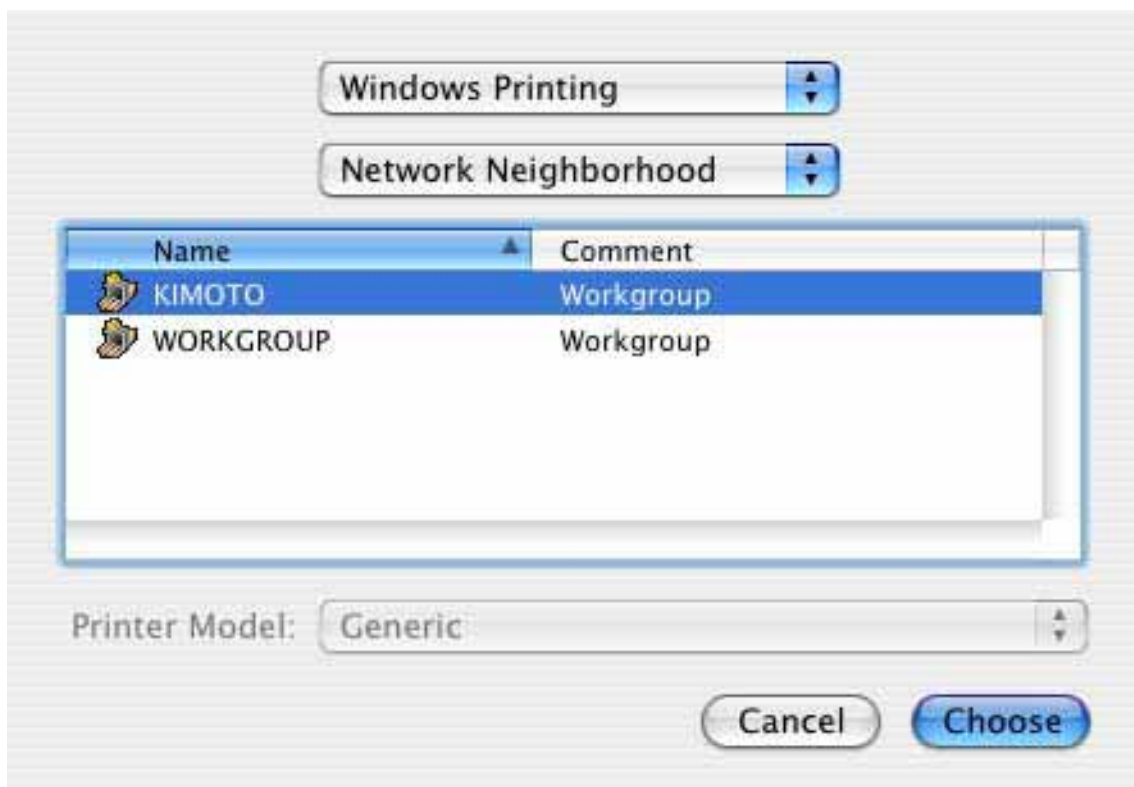 Windows Printing
Network Neighborhood
Name Comment
KIMOTO Workgroup
WORKGROUP Workgroup
Printer Model: Generic
Cancel Choose